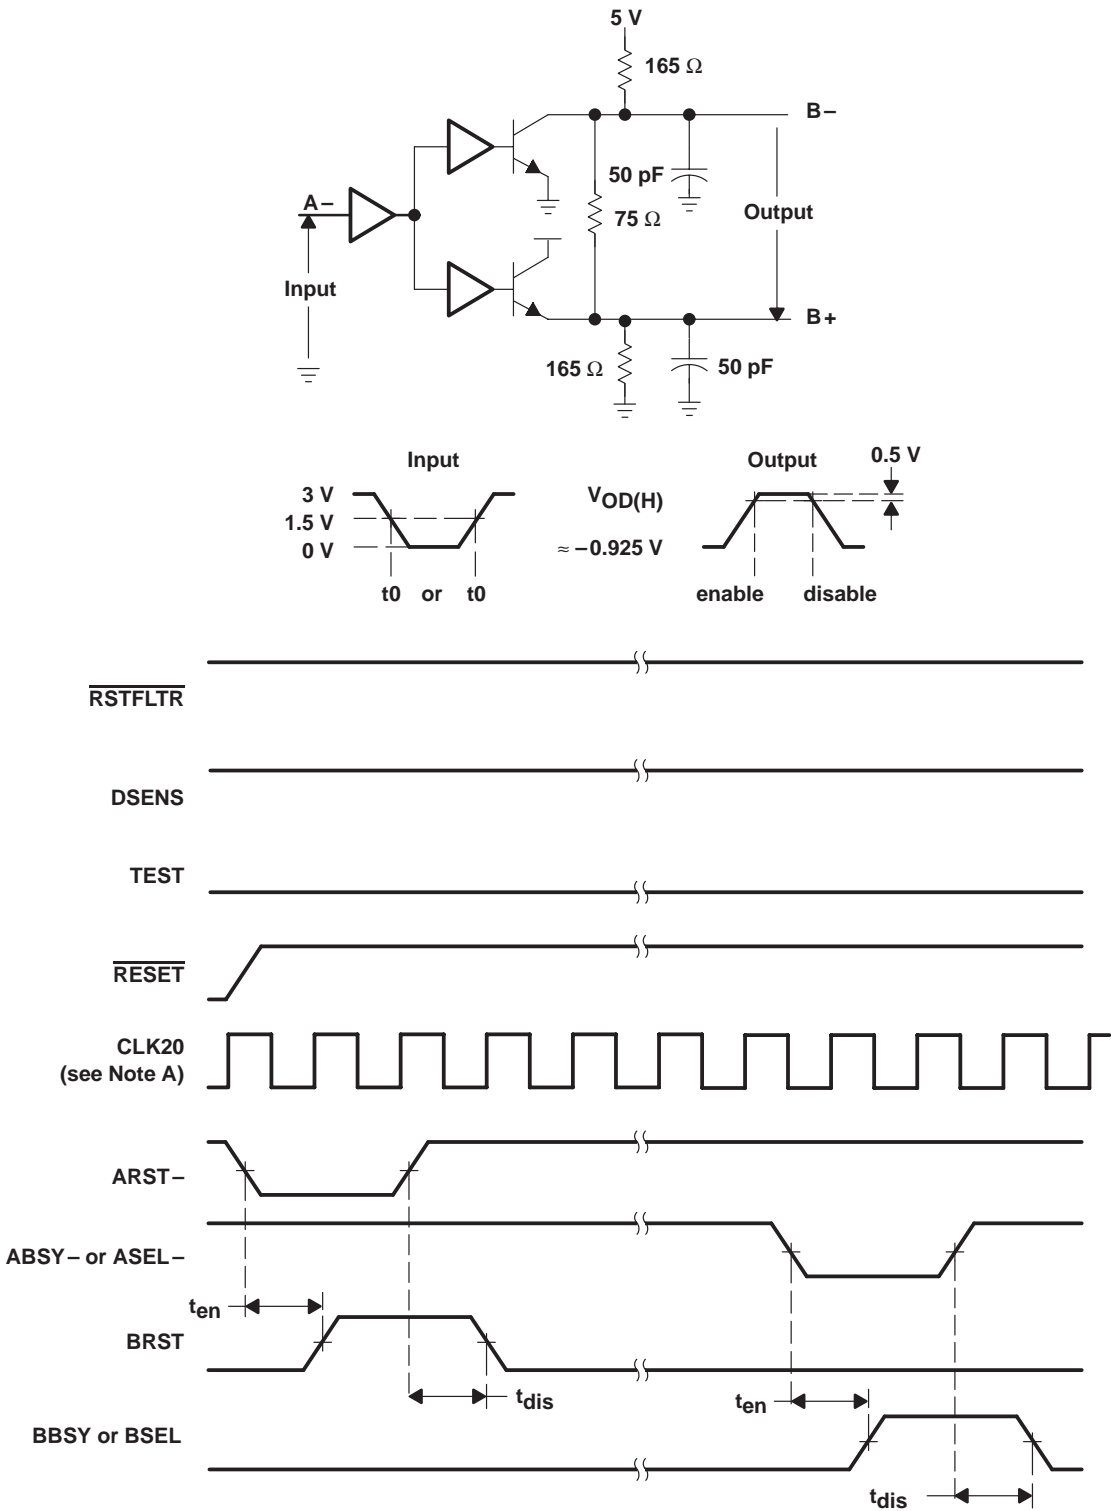 5 V
165 Ω
B–
50 pF
A–
75 Ω
Output
Input
B+
165 Ω
50 pF
Input
Output
0.5 V
3 V
1.5 V
0 V
VOD(H)
≈ –0.925 V
t0 or t0
enable disable
RSTFLTR
DSENS
TEST
RESET
CLK20
(see Note A)
ARST–
ABSY– or ASEL–
ten
BRST
tdis
ten
BBSY or BSEL
tdis